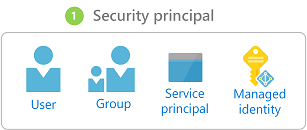 1 Security principal
User
Group
Service
principal
Managed
identity